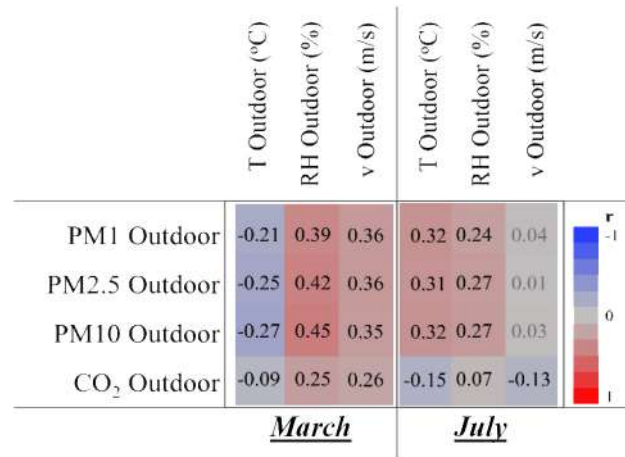 T Outdoor (ºC)
RH Outdoor (%)
v Outdoor (m/s)
T Outdoor (ºC)
RH Outdoor (%)
v Outdoor (m/s)
r
PM1 Outdoor -0.21 0.39 0.36 0.32 0.24 0.04 -1
PM2.5 Outdoor -0.25 0.42 0.36 0.31 0.27 0.01
0
PM10 Outdoor -0.27 0.45 0.35 0.32 0.27 0.03
CO₂ Outdoor -0.09 0.25 0.26 -0.15 0.07 -0.13
1
March July